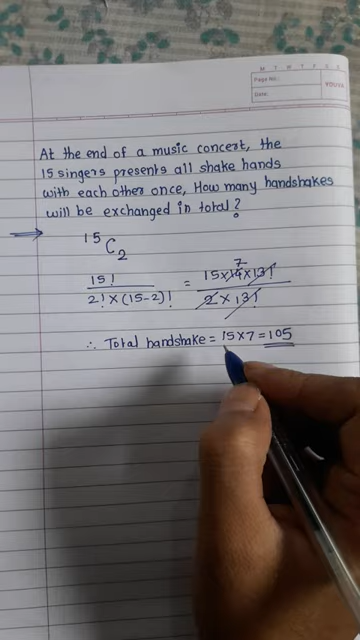 M T W T F S S
Page No.:
Date:
YOUVA
At the end of a music concert, the
15 singers presents all shake hands
with each other once, How many handshakes
will be exchanged in total?
⇒ ¹⁵C₂
15! / 2! × (15-2)! = 15 × 14 × 13! / 2 × 13! 7
∴ Total handshake = 15 × 7 = 105